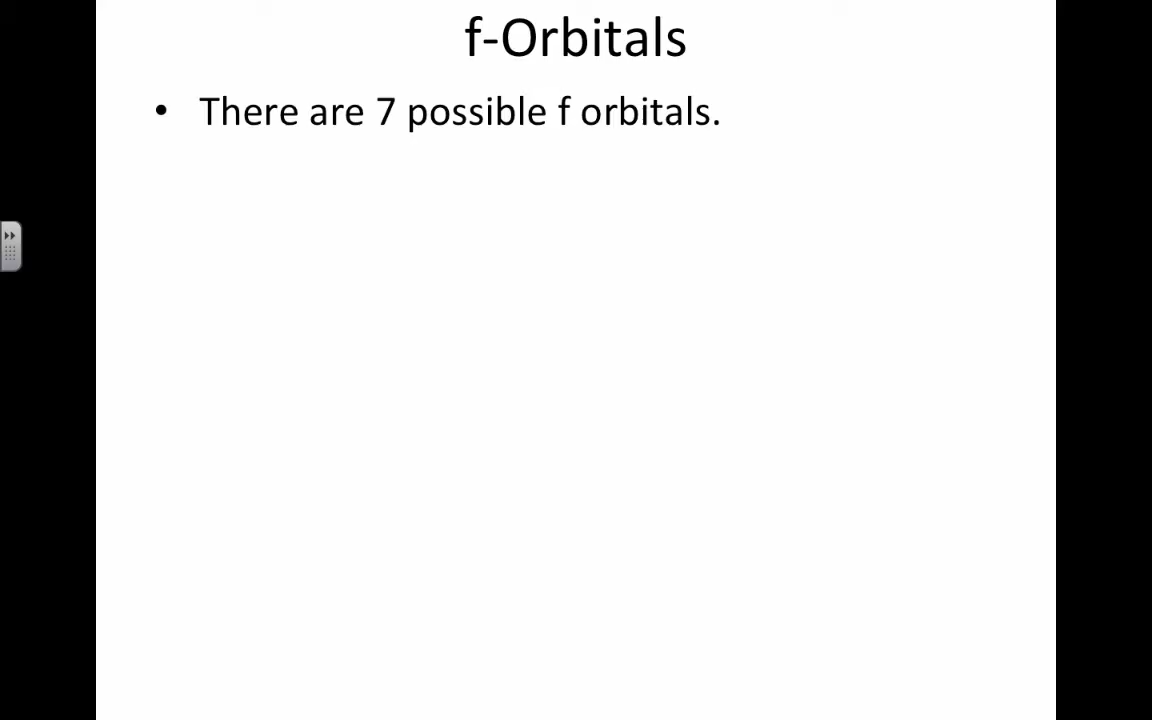 f-Orbitals
• There are 7 possible f orbitals.